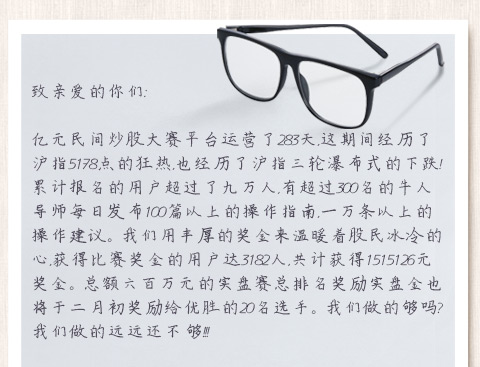 致亲爱的你们:
亿元民间炒股大赛平台运营了283天,这期间经历了
沪指5178点的狂热,也经历了沪指三轮瀑布式的下跌!
累计报名的用户超过了九万人,有超过300名的牛人
导师每日发布100篇以上的操作指南,一万条以上的
操作建议。我们用丰厚的奖金来温暖着股民冰冷的
心,获得比赛奖金的用户达3182人,共计获得1515126元
奖金。总额六百万元的实盘赛总排名奖励实盘金也
将于二月初奖励给优胜的20名选手。我们做的够吗?
我们做的远远还不够!!!